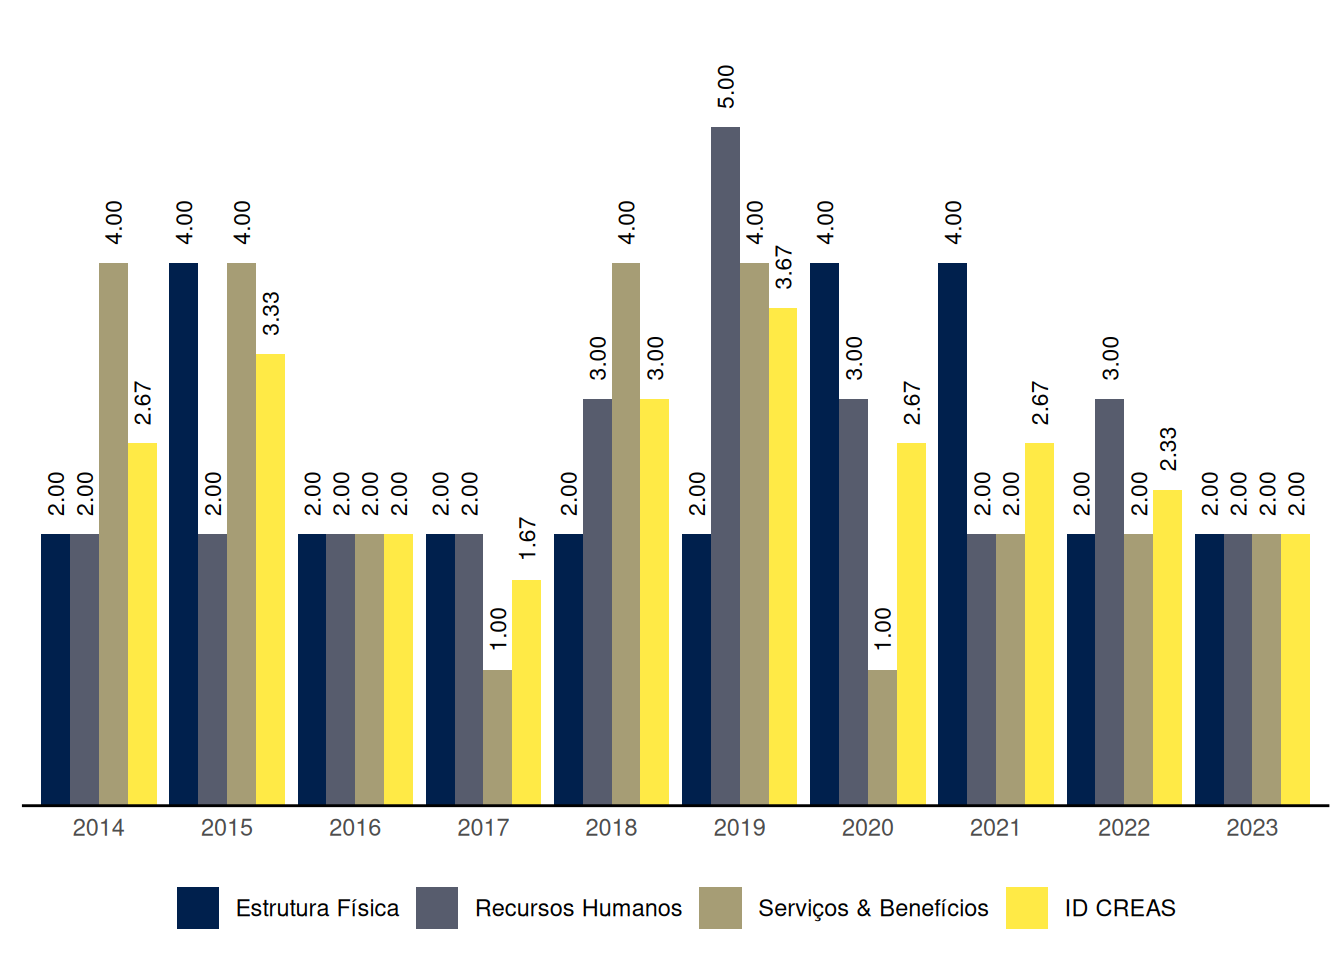 5.00
4.00 4.00 4.00 4.00 4.00 4.00 4.00
3.67
3.33 3.00 3.00 3.00 3.00
2.67 2.67 2.67
2.33
2.00 2.00 2.00 2.00 2.00 2.00 2.00 2.00 2.00 2.00 2.00 2.00 2.00 2.00 2.00 2.00 2.00 2.00 2.00 2.00
1.67
1.00 1.00
2014 2015 2016 2017 2018 2019 2020 2021 2022 2023
Estrutura Física Recursos Humanos Serviços & Benefícios ID CREAS